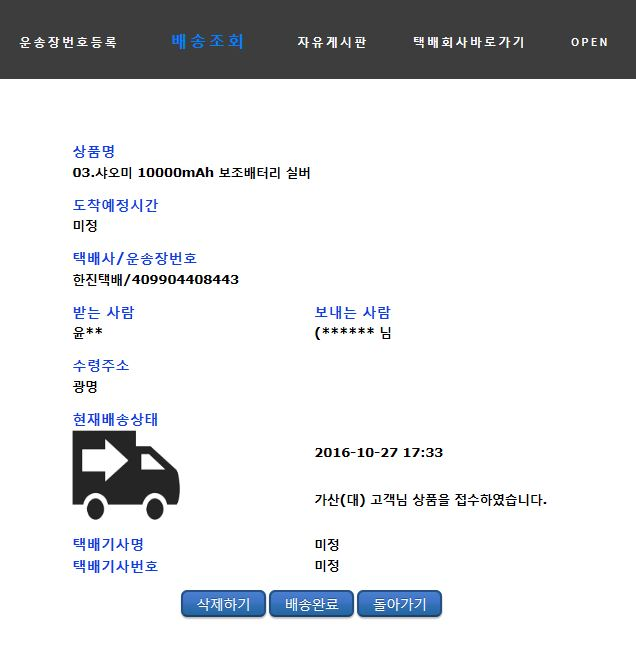 운송장번호등록 배송조회 자유게시판 택배회사바로가기 OPEN
상품명
03.샤오미 10000mAh 보조배터리 실버
도착예정시간
미정
택배사/운송장번호
한진택배/409904408443
받는 사람 보내는 사람
윤** (****** 님
수령주소
광명
현재배송상태
2016-10-27 17:33
가산(대) 고객님 상품을 접수하였습니다.
택배기사명 미정
택배기사번호 미정
삭제하기 배송완료 돌아가기